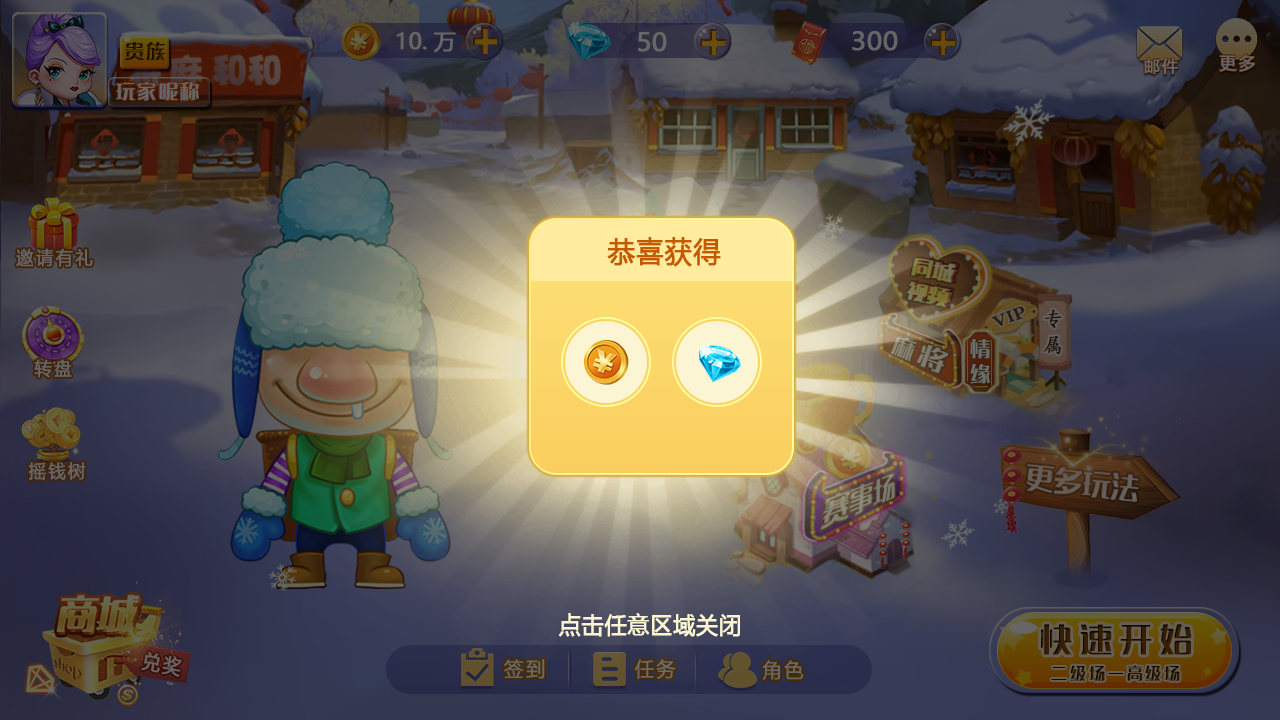 贵族
玩家昵称
和和
10.万
50
300
邮件
更多
邀请有礼
转盘
摇钱树
恭喜获得
同城
视频
VIP
专属
麻将
情缘
赛事场
更多玩法
点击任意区域关闭
商城
shop
兑奖
签到
任务
角色
快速开始
二级场一高级场